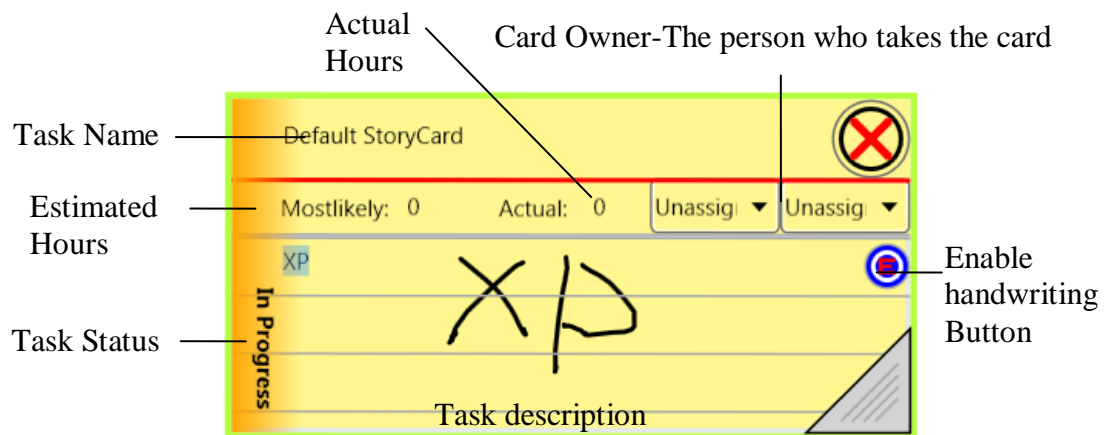 Actual
Hours
Card Owner-The person who takes the card
Task Name
Default StoryCard
Estimated
Hours
Mostlikely: 0 Actual: 0 Unassig Unassig
XP
XP
E
Enable
handwriting
Button
In Progress
Task Status
Task description